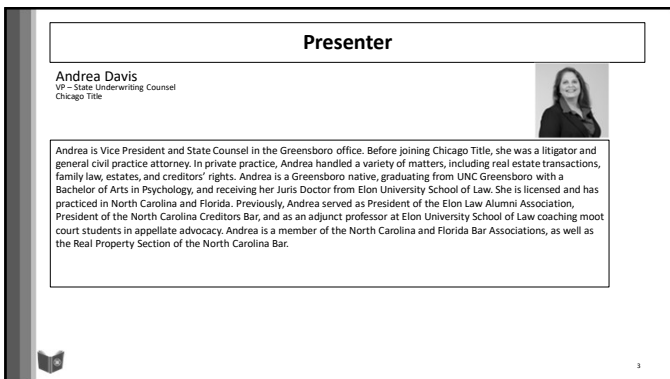 Presenter
Andrea Davis
VP – State Underwriting Counsel
Chicago Title
Andrea is Vice President and State Counsel in the Greensboro office. Before joining Chicago Title, she was a litigator and
general civil practice attorney. In private practice, Andrea handled a variety of matters, including real estate transactions,
family law, estates, and creditors’ rights. Andrea is a Greensboro native, graduating from UNC Greensboro with a
Bachelor of Arts in Psychology, and receiving her Juris Doctor from Elon University School of Law. She is licensed and has
practiced in North Carolina and Florida. Previously, Andrea served as President of the Elon Law Alumni Association,
President of the North Carolina Creditors Bar, and as an adjunct professor at Elon University School of Law coaching moot
court students in appellate advocacy. Andrea is a member of the North Carolina and Florida Bar Associations, as well as
the Real Property Section of the North Carolina Bar.
3